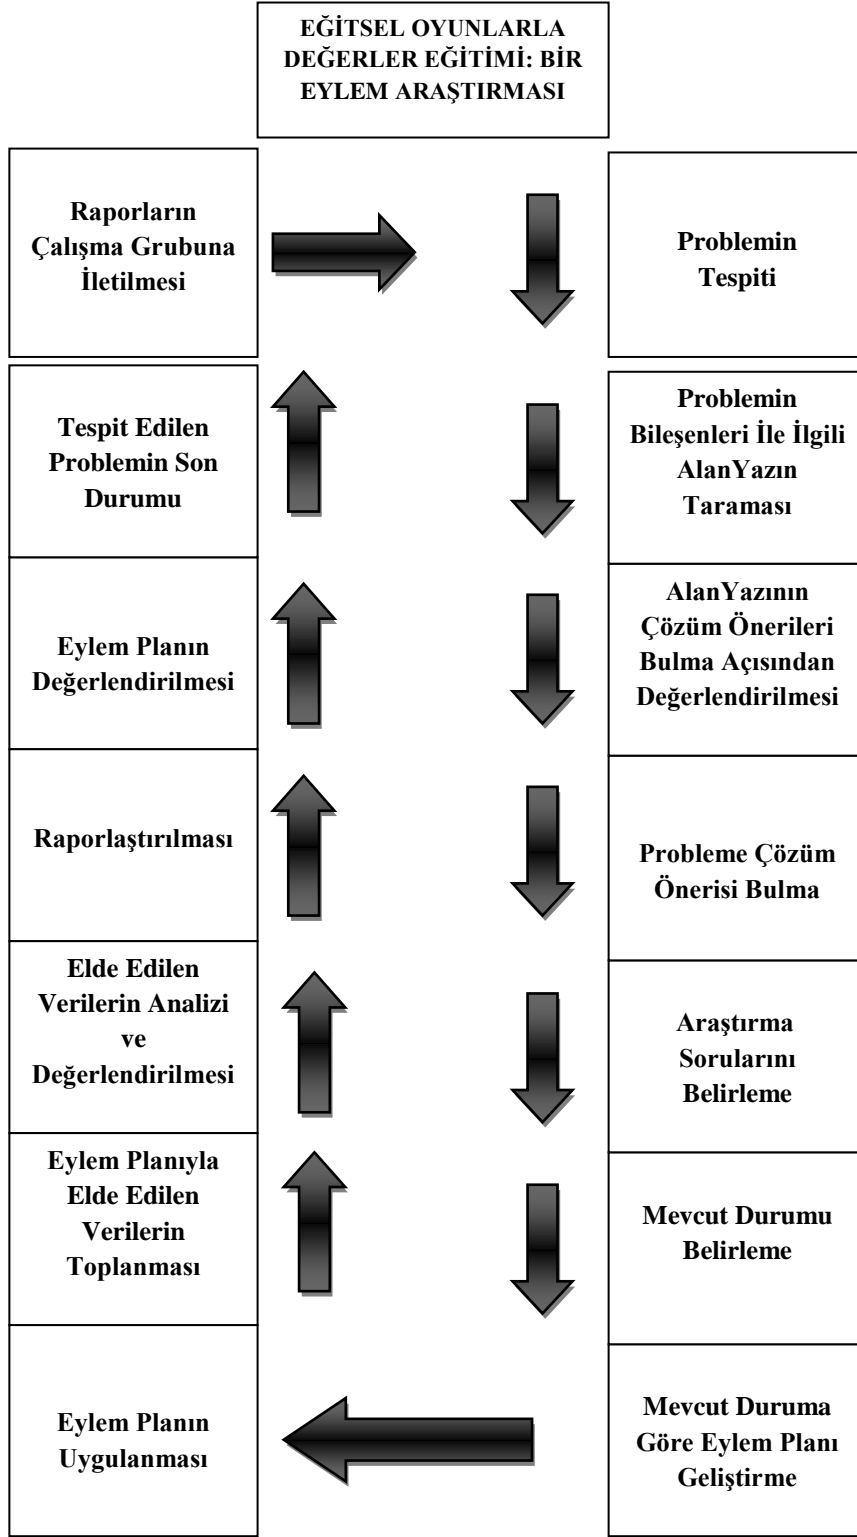 EĞİTSEL OYUNLARLA
DEĞERLER EĞİTİMİ: BİR
EYLEM ARAŞTIRMASI
Raporların
Çalışma Grubuna
İletilmesi
Tespit Edilen
Problemin Son
Durumu
Eylem Planın
Değerlendirilmesi
Raporlaştırılması
Elde Edilen
Verilerin Analizi
ve
Değerlendirilmesi
Eylem Planıyla
Elde Edilen
Verilerin
Toplanması
Eylem Planın
Uygulanması
Problemin
Tespiti
Problemin
Bileşenleri İle İlgili
AlanYazın
Taraması
AlanYazının
Çözüm Önerileri
Bulma Açısından
Değerlendirilmesi
Probleme Çözüm
Önerisi Bulma
Araştırma
Sorularını
Belirleme
Mevcut Durumu
Belirleme
Mevcut Duruma
Göre Eylem Planı
Geliştirme